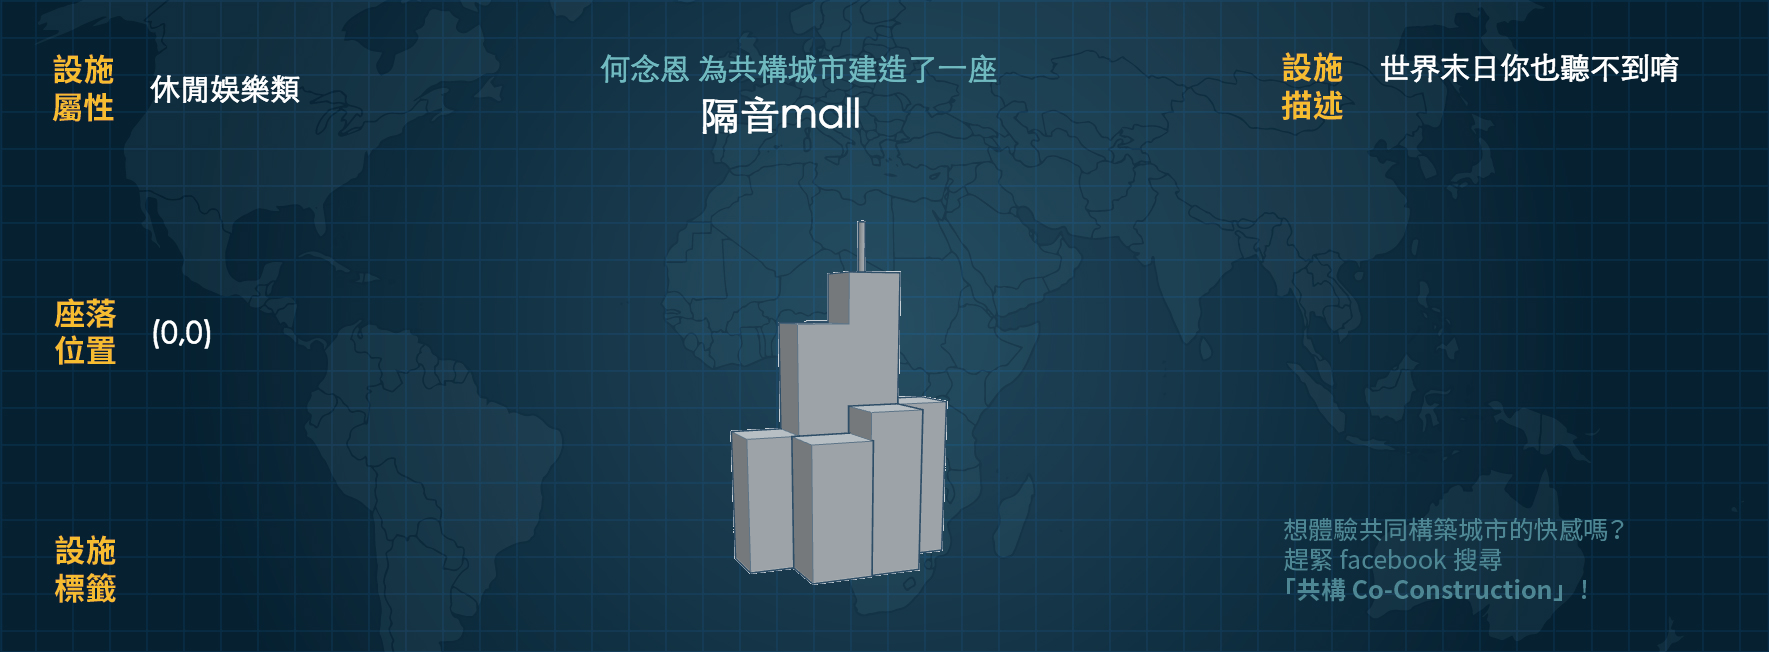 設施
屬性
休閒娛樂類
何念恩 為共構城市建造了一座
隔音mall
設施
描述
世界末日你也聽不到唷
座落
位置
(0,0)
設施
標籤
想體驗共同構築城市的快感嗎?
趕緊 facebook 搜尋
「共構 Co-Construction」!